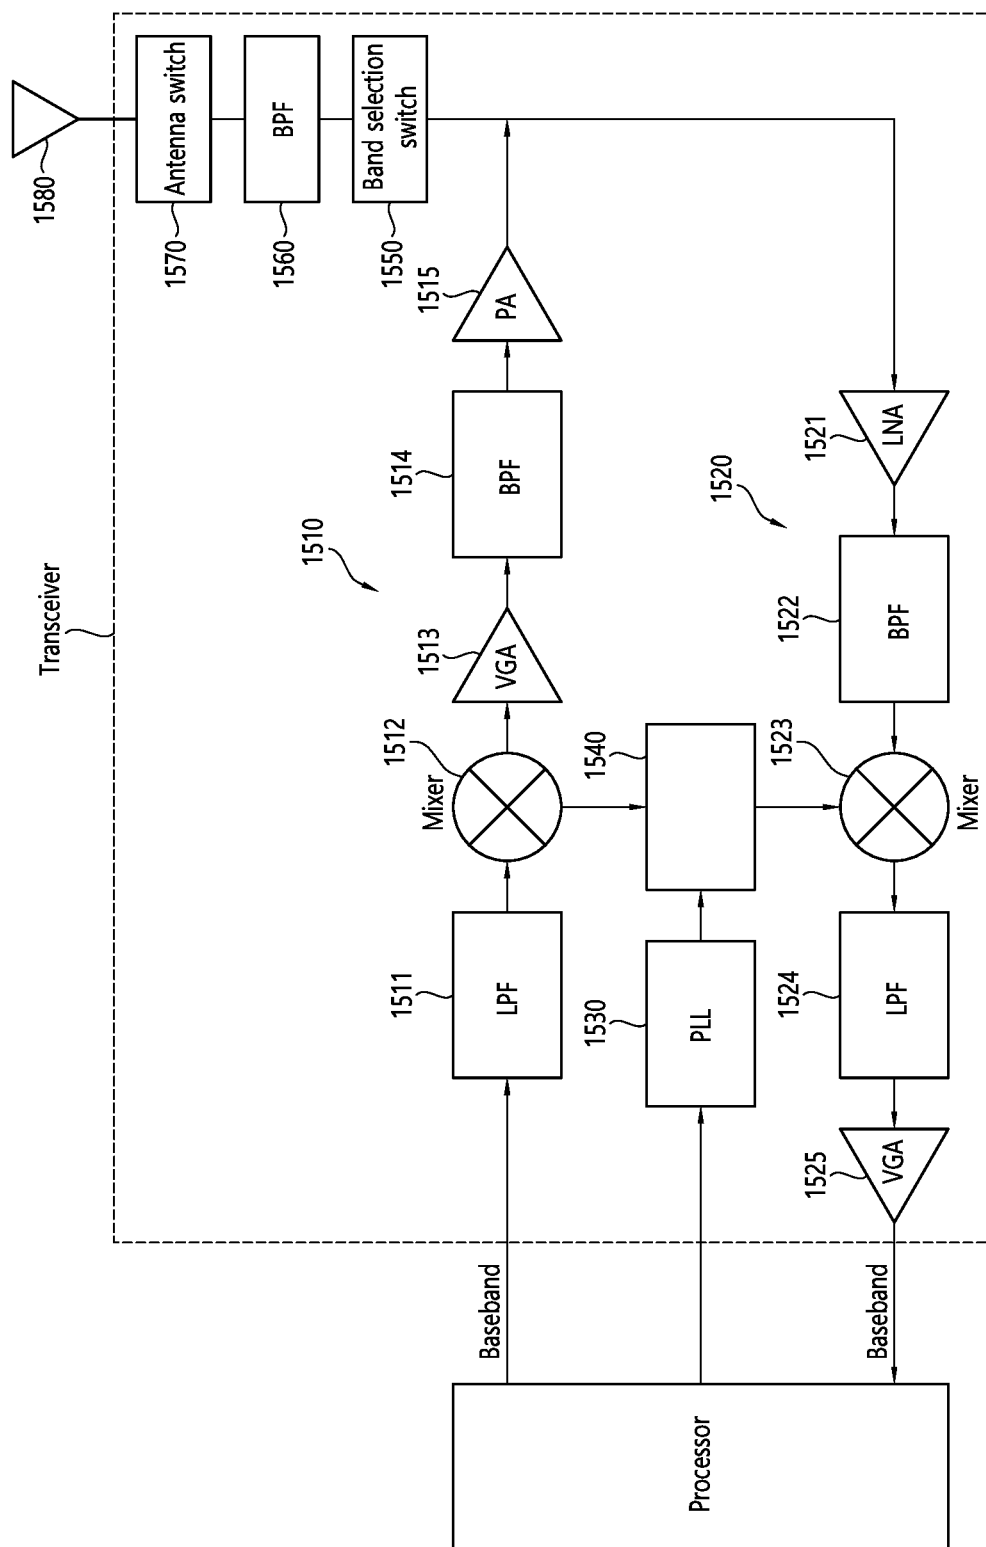 Transceiver
1580
Antenna switch
1570
BPF
1560
Band selection
switch
1550
1510
LPF
1511
Mixer
1512
VGA
1513
BPF
1514
PA
1515
1520
LNA
1521
BPF
1522
Mixer
1523
LPF
1524
VGA
1525
PLL
1530
1540
Baseband
Baseband
Processor